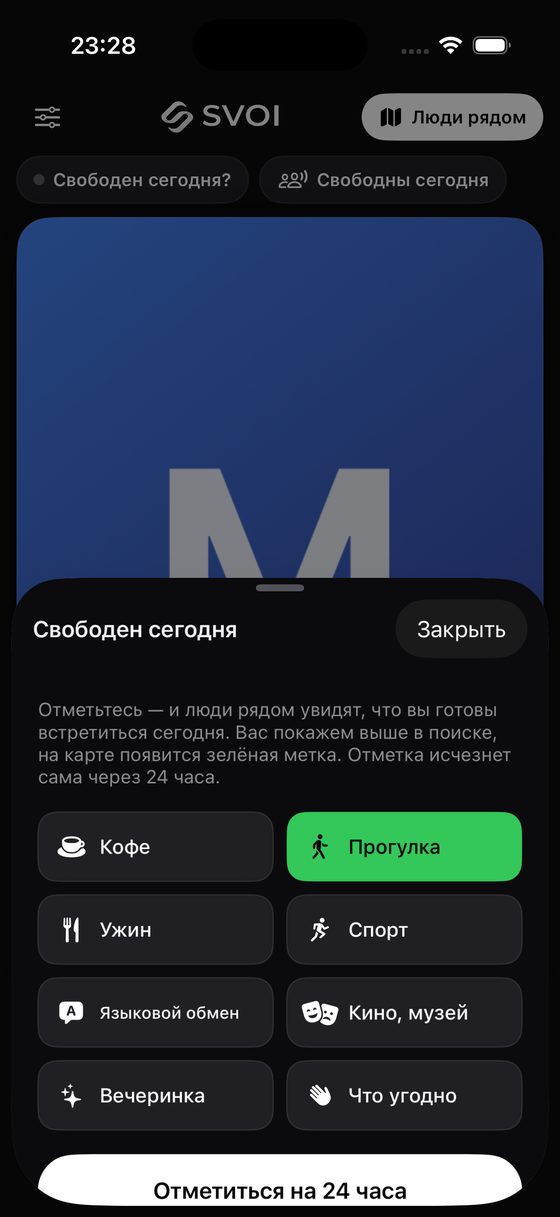 23:28
SVOI
Люди рядом
Свободен сегодня?
Свободны сегодня
M
Свободен сегодня
Закрыть
Отметьтесь — и люди рядом увидят, что вы готовы
встретиться сегодня. Вас покажем выше в поиске,
на карте появится зелёная метка. Отметка исчезнет
сама через 24 часа.
Кофе
Прогулка
Ужин
Спорт
A
Языковой обмен
Кино, музей
Вечеринка
Что угодно
Отметиться на 24 часа